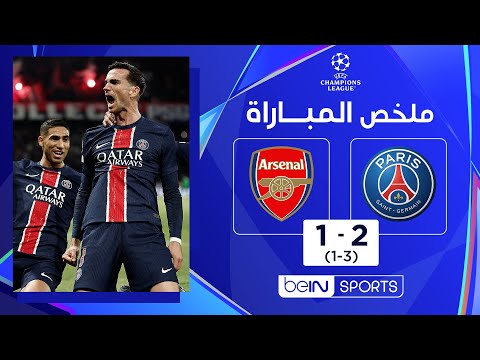 CHAMPIONS
LEAGUE
ملخص المباراة
Arsenal
PARIS
SAINT-GERMAIN
1 - 2
(1-3)
beIN SPORTS
QATAR
AIRWAYS
QATAR
AIRWAYS